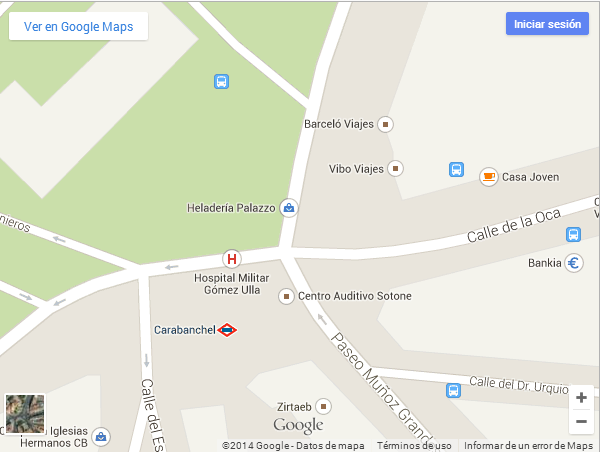 Ver en Google Maps
Iniciar sesión
Barceló Viajes
Vibo Viajes
Casa Joven
Heladería Palazzo
Calle de la Oca
nieros
Hospital Militar
Gómez Ulla
Bankia
Centro Auditivo Sotone
Carabanchel
Paseo Muñoz Grand
Calle del Dr. Urquio
Calle del Es
Zirtaeb
Iglesias
Hermanos CB
Google
©2014 Google - Datos de mapa
Términos de uso
Informar de un error de Maps